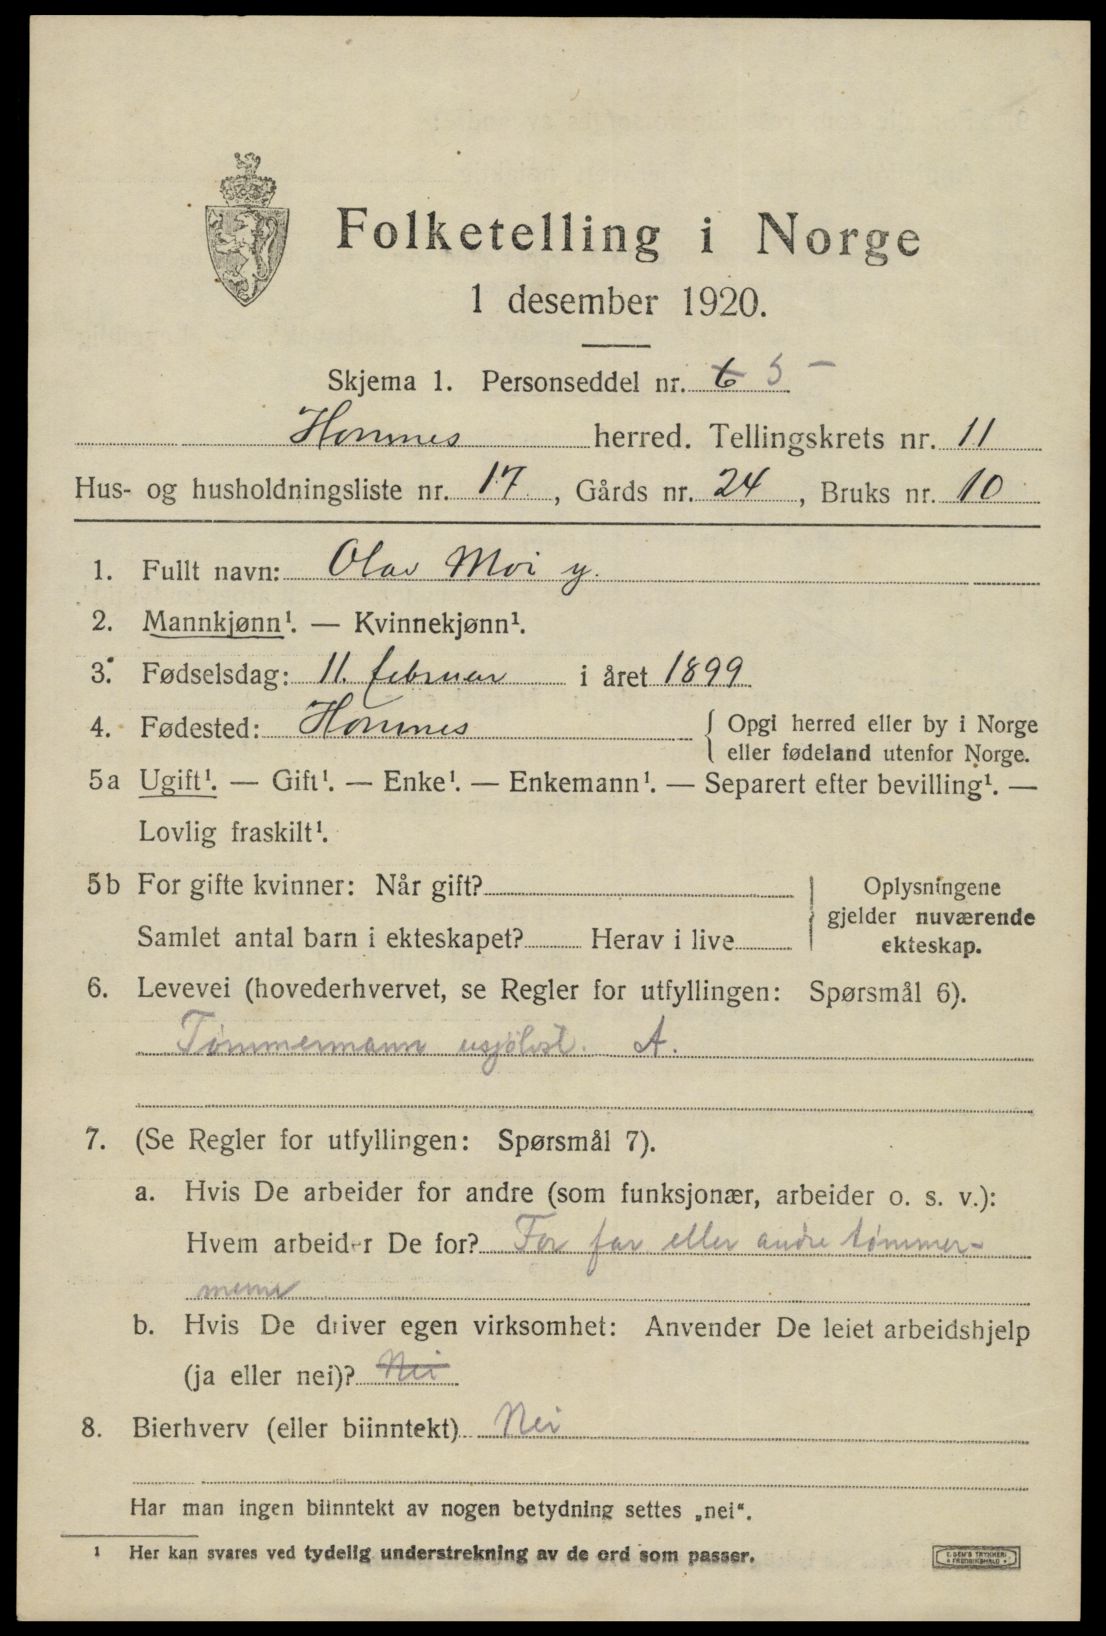 Folketelling i Norge
1 desember 1920.
Skjema 1. Personseddel nr. 6 5 –
Hornnes herred. Tellingskrets nr. 11
Hus- og husholdningsliste nr. 17, Gårds nr. 24, Bruks nr. 10
1. Fullt navn: Olav Moi y.
2. Mannkjønn¹. — Kvinnekjønn¹.
3. Fødselsdag: 11. februar i året 1899
4. Fødested: Hornnes { Opgi herred eller by i Norge
eller fødeland utenfor Norge.
5a Ugift¹. — Gift¹. — Enke¹. — Enkemann¹. — Separert efter bevilling¹. —
Lovlig fraskilt¹.
5b For gifte kvinner: Når gift?
Samlet antal barn i ekteskapet? Herav i live
Oplysningene
gjelder nuværende
ekteskap.
6. Levevei (hovederhvervet, se Regler for utfyllingen: Spørsmål 6).
Tømmermann usjölvst. A.
7. (Se Regler for utfyllingen: Spørsmål 7).
a. Hvis De arbeider for andre (som funksjonær, arbeider o. s. v.):
Hvem arbeider De for? For far eller andre tømmer-
menn
b. Hvis De driver egen virksomhet: Anvender De leiet arbeidshjelp
(ja eller nei)? Nei
8. Bierhverv (eller biinntekt) Nei
Har man ingen biinntekt av nogen betydning settes „nei“.
1 Her kan svares ved tydelig understrekning av de ord som passer.